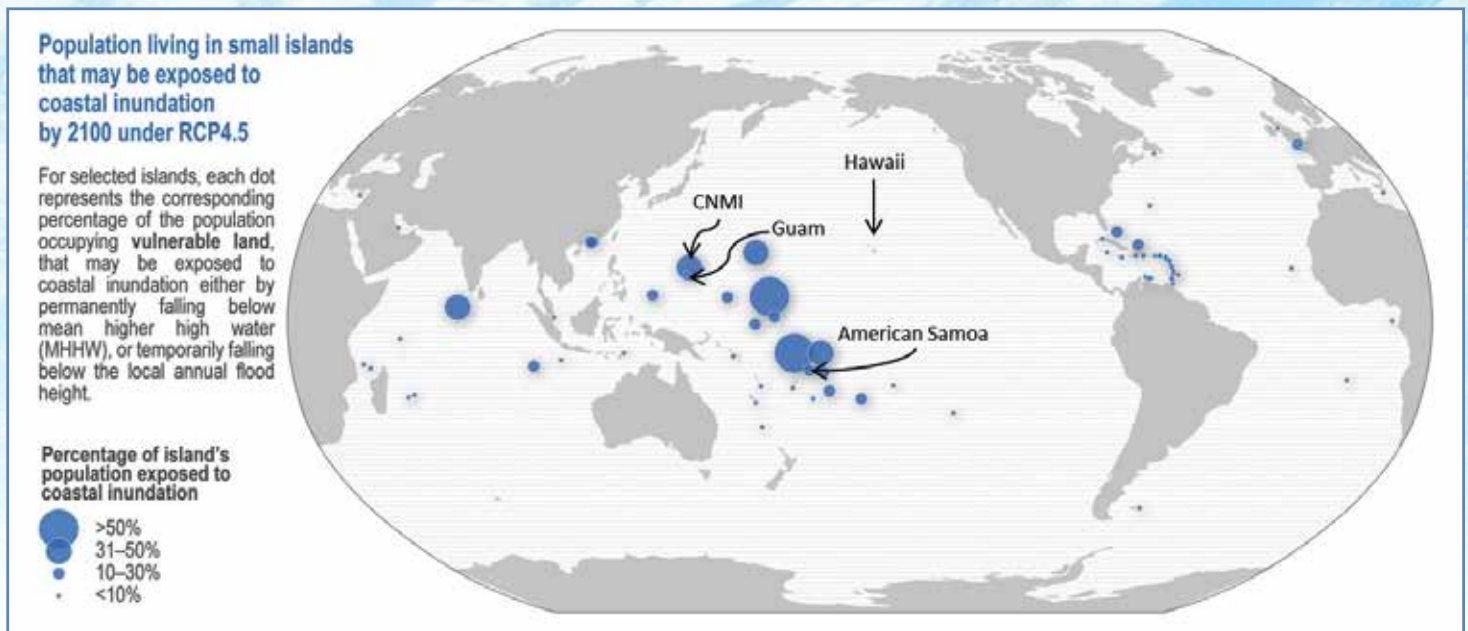 Population living in small islands
that may be exposed to
coastal inundation
by 2100 under RCP4.5
For selected islands, each dot
represents the corresponding
percentage of the population
occupying vulnerable land,
that may be exposed to
coastal inundation either by
permanently falling below
mean higher high water
(MHHW), or temporarily falling
below the local annual flood
height.
Percentage of island's
population exposed to
coastal inundation
>50%
31–50%
10–30%
<10%
CNMI
Guam
Hawaii
American Samoa